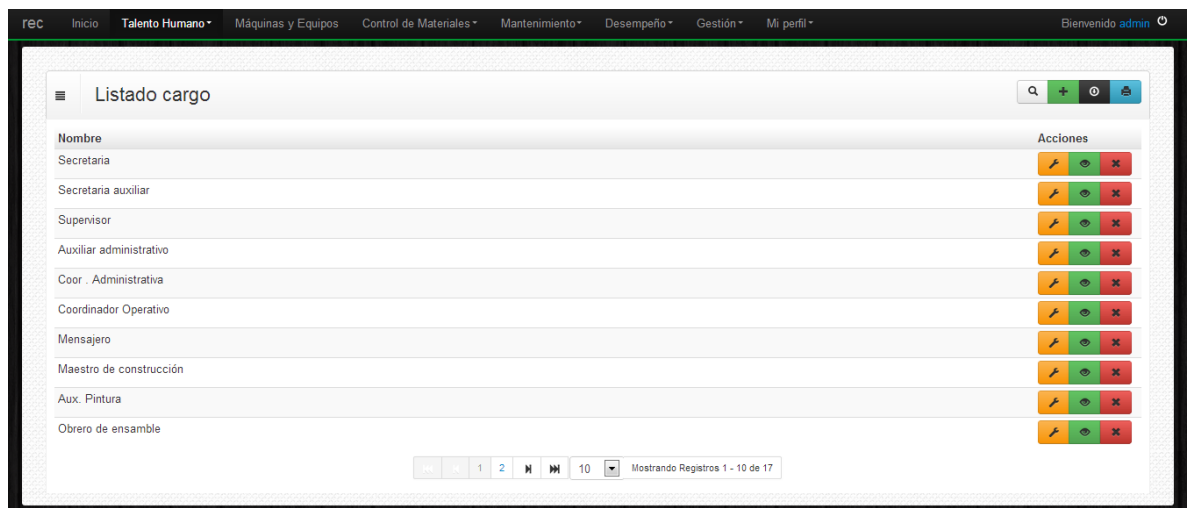 rec Inicio Talento Humano Máquinas y Equipos Control de Materiales Mantenimiento Desempeño Gestión Mi perfil Bienvenido admin
Listado cargo
Nombre Acciones
Secretaria
Secretaria auxiliar
Supervisor
Auxiliar administrativo
Coor . Administrativa
Coordinador Operativo
Mensajero
Maestro de construcción
Aux. Pintura
Obrero de ensamble
1 2 10 Mostrando Registros 1 - 10 de 17